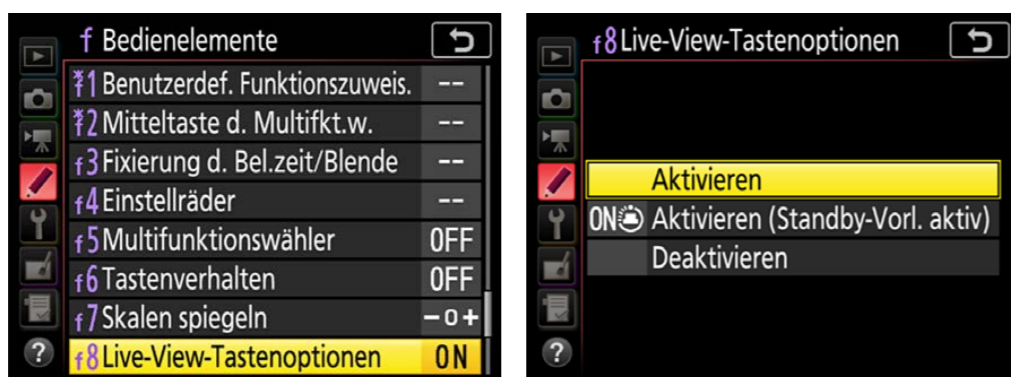 f Bedienelemente
f1 Benutzerdef. Funktionszuweis. --
f2 Mitteltaste d. Multifkt.w. --
f3 Fixierung d. Bel.zeit/Blende --
f4 Einstellräder --
f5 Multifunktionswähler OFF
f6 Tastenverhalten OFF
f7 Skalen spiegeln -o+
f8 Live-View-Tastenoptionen ON
?
f8 Live-View-Tastenoptionen
Aktivieren
ON Aktivieren (Standby-Vorl. aktiv)
Deaktivieren
?